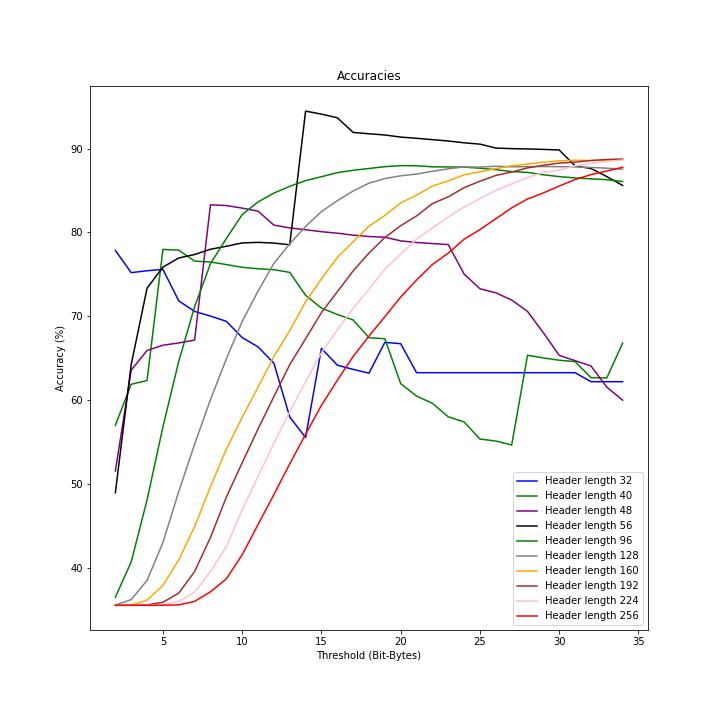 Accuracies
Accuracy (%)
90
80
70
60
50
40
5 10 15 20 25 30 35
Threshold (Bit-Bytes)
Header length 32
Header length 40
Header length 48
Header length 56
Header length 96
Header length 128
Header length 160
Header length 192
Header length 224
Header length 256